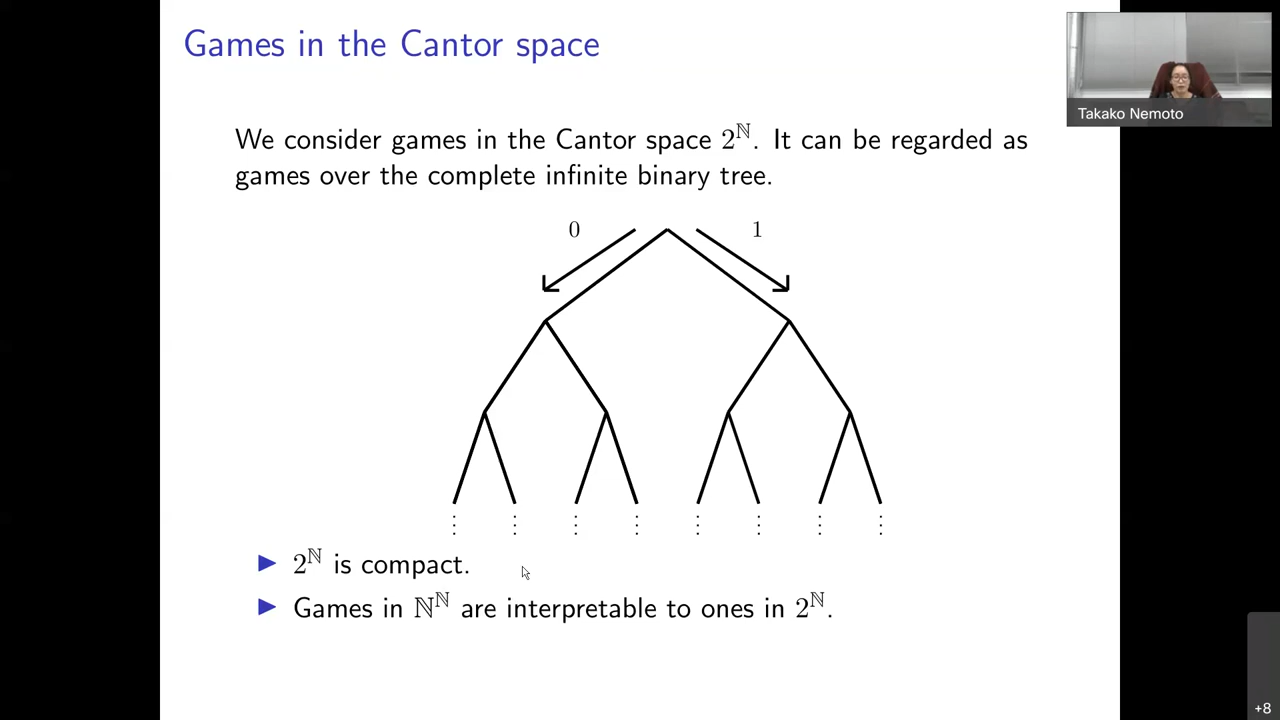 Games in the Cantor space
Takako Nemoto
We consider games in the Cantor space 2^ℕ. It can be regarded as
games over the complete infinite binary tree.
0 1
▶ 2^ℕ is compact.
▶ Games in ℕ^ℕ are interpretable to ones in 2^ℕ.
+8